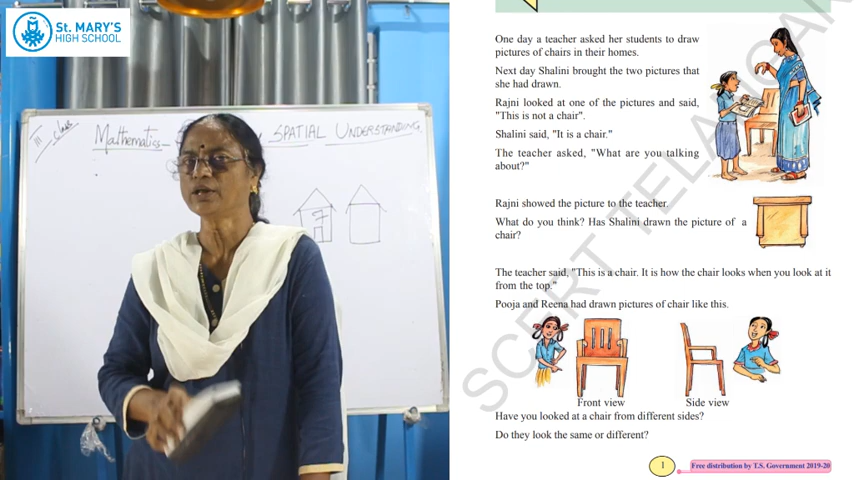 St. MARY'S
HIGH SCHOOL
III class
Mathematics
SPATIAL UNDERSTANDING
One day a teacher asked her students to draw
pictures of chairs in their homes.
Next day Shalini brought the two pictures that
she had drawn.
Rajni looked at one of the pictures and said,
"This is not a chair".
Shalini said, "It is a chair."
The teacher asked, "What are you talking
about?"
Rajni showed the picture to the teacher.
What do you think? Has Shalini drawn the picture of a
chair?
The teacher said, "This is a chair. It is how the chair looks when you look at it
from the top."
Pooja and Reena had drawn pictures of chair like this.
Front view
Side view
Have you looked at a chair from different sides?
Do they look the same or different?
SCERT TELANGANA
1
Free distribution by T.S. Government 2019-20